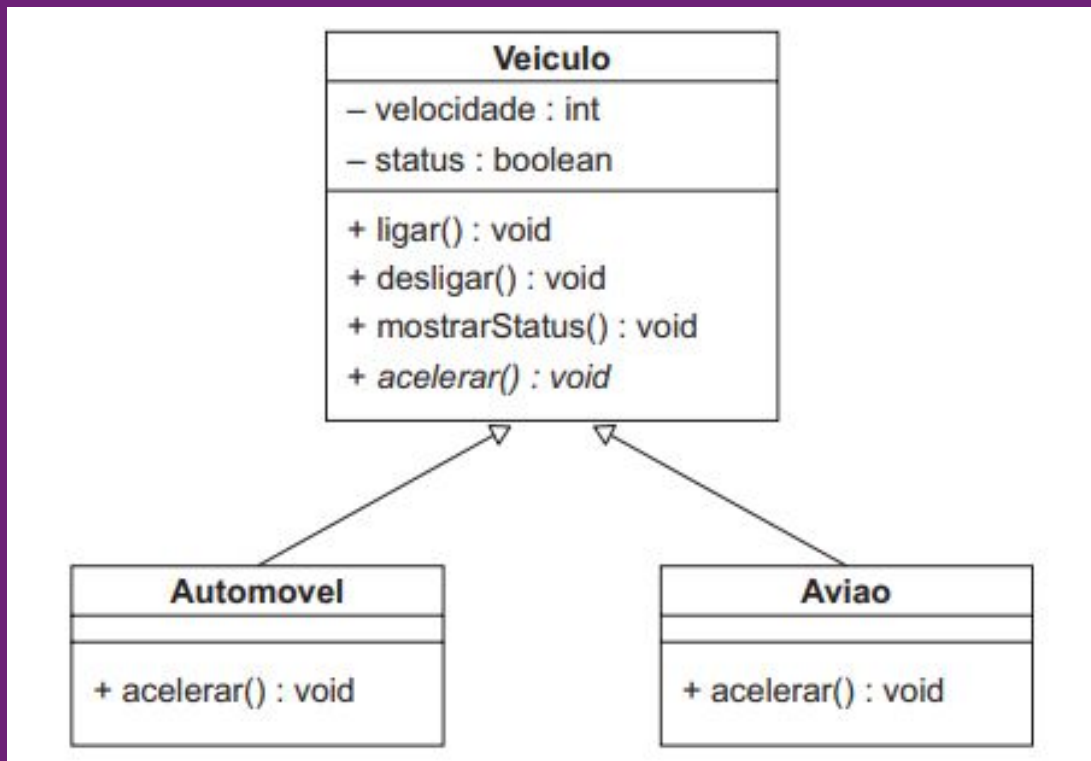 Veiculo
– velocidade : int
– status : boolean
+ ligar() : void
+ desligar() : void
+ mostrarStatus() : void
+ acelerar() : void
Automovel
+ acelerar() : void
Aviao
+ acelerar() : void